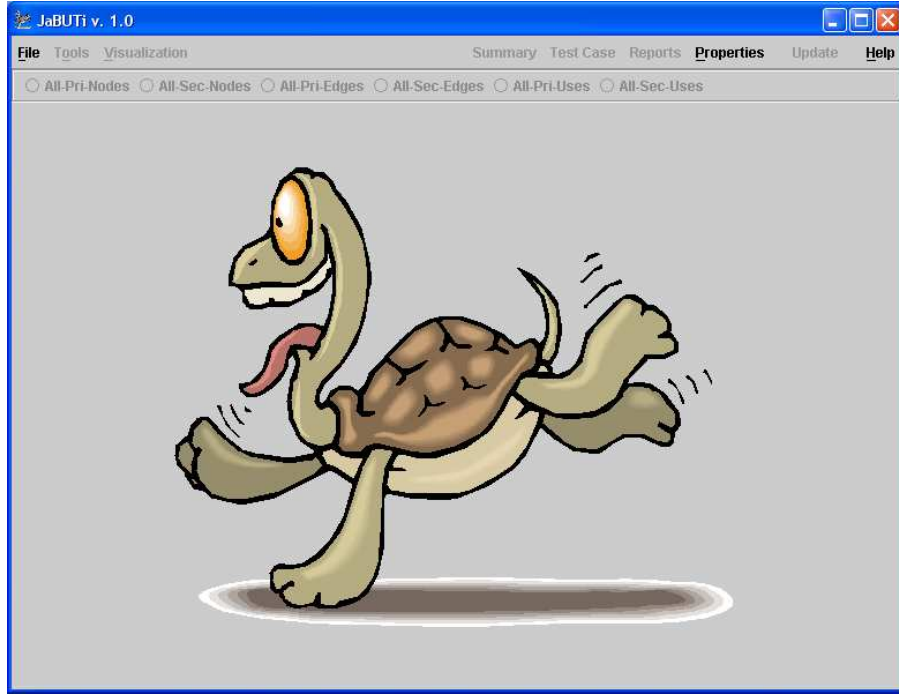 JaBUTi v. 1.0
File Tools Visualization Summary Test Case Reports Properties Update Help
All-Pri-Nodes All-Sec-Nodes All-Pri-Edges All-Sec-Edges All-Pri-Uses All-Sec-Uses